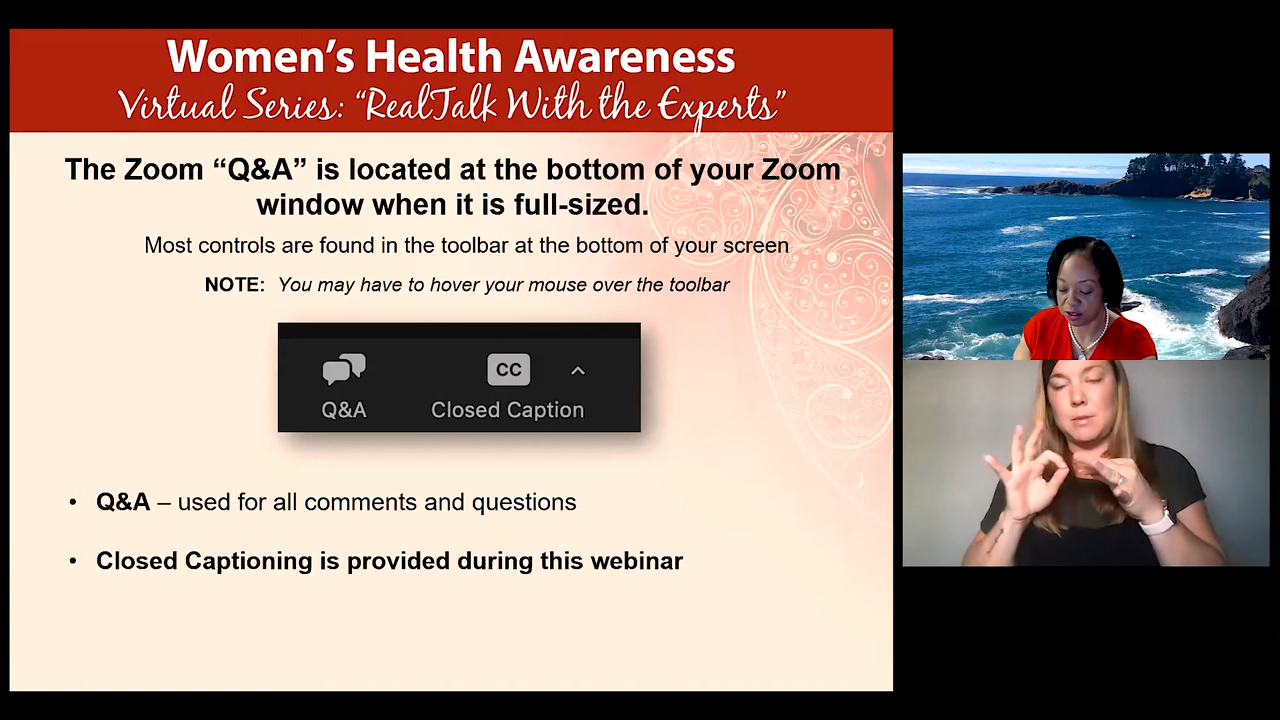 Women’s Health Awareness
Virtual Series: “RealTalk With the Experts”
The Zoom “Q&A” is located at the bottom of your Zoom
window when it is full-sized.
Most controls are found in the toolbar at the bottom of your screen
NOTE: You may have to hover your mouse over the toolbar
CC
Q&A Closed Caption
• Q&A – used for all comments and questions
• Closed Captioning is provided during this webinar